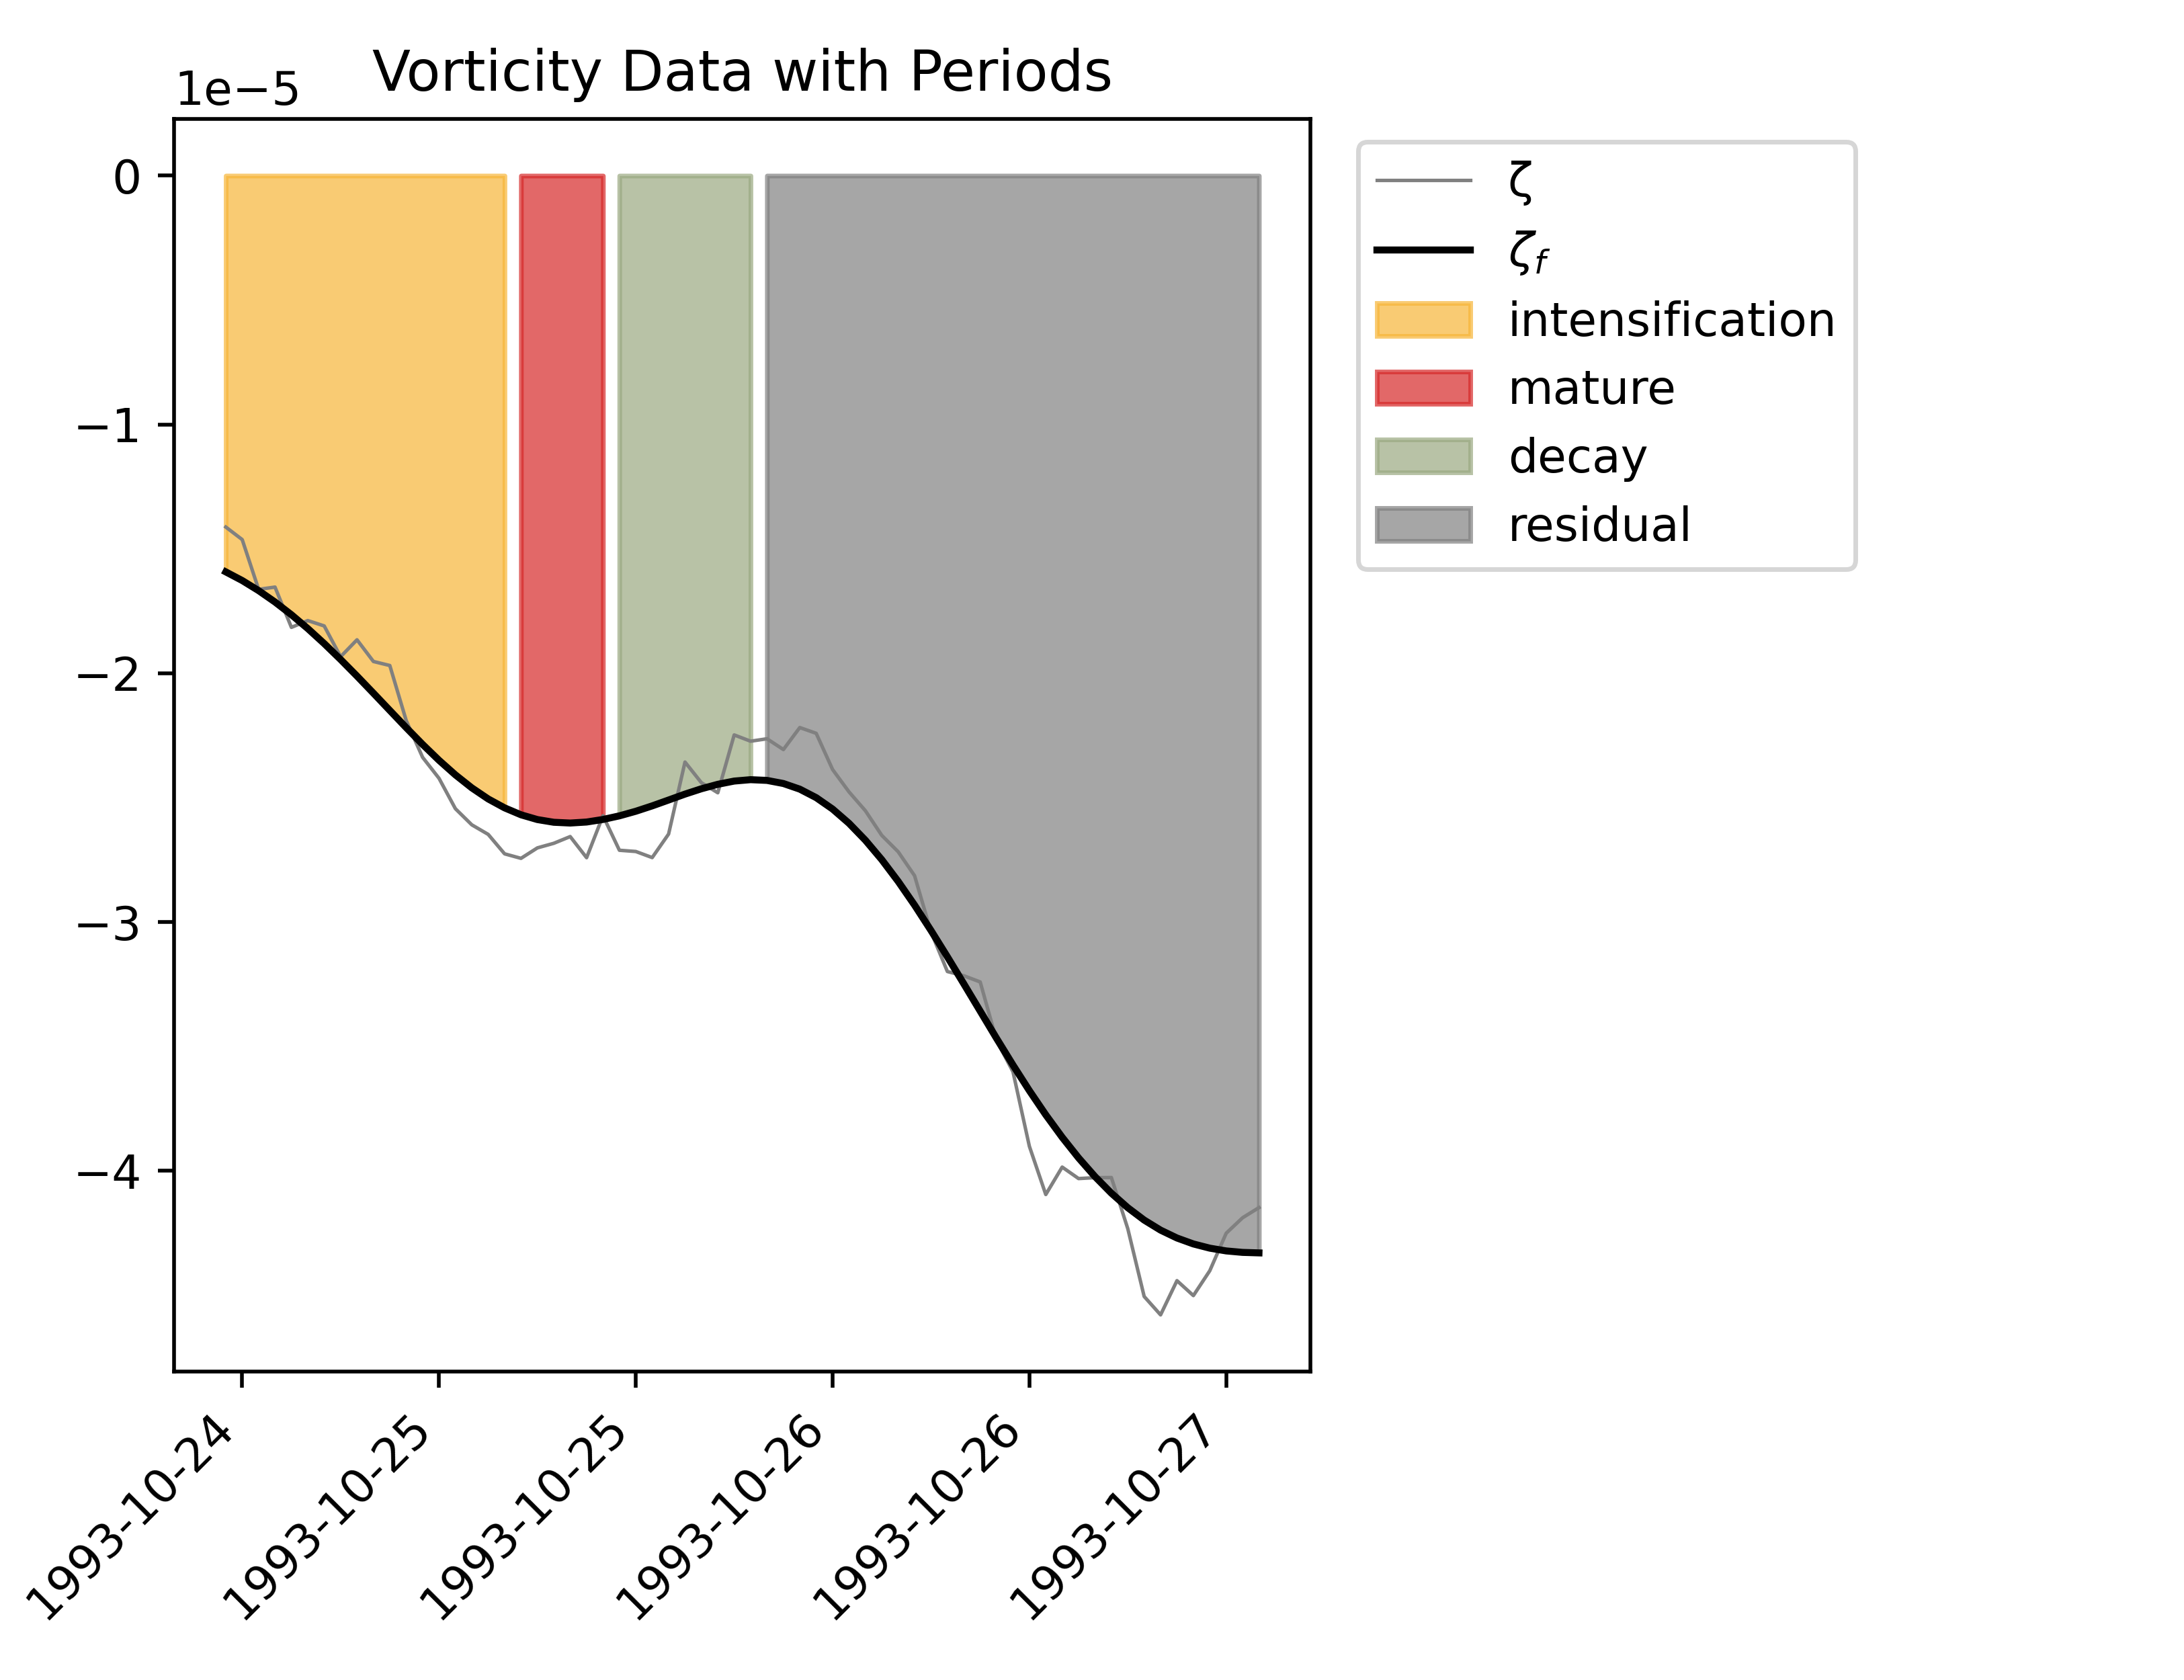 Vorticity Data with Periods
1e−5
0
−1
−2
−3
−4
1993-10-24
1993-10-25
1993-10-25
1993-10-26
1993-10-26
1993-10-27
ζ
ζf
intensification
mature
decay
residual